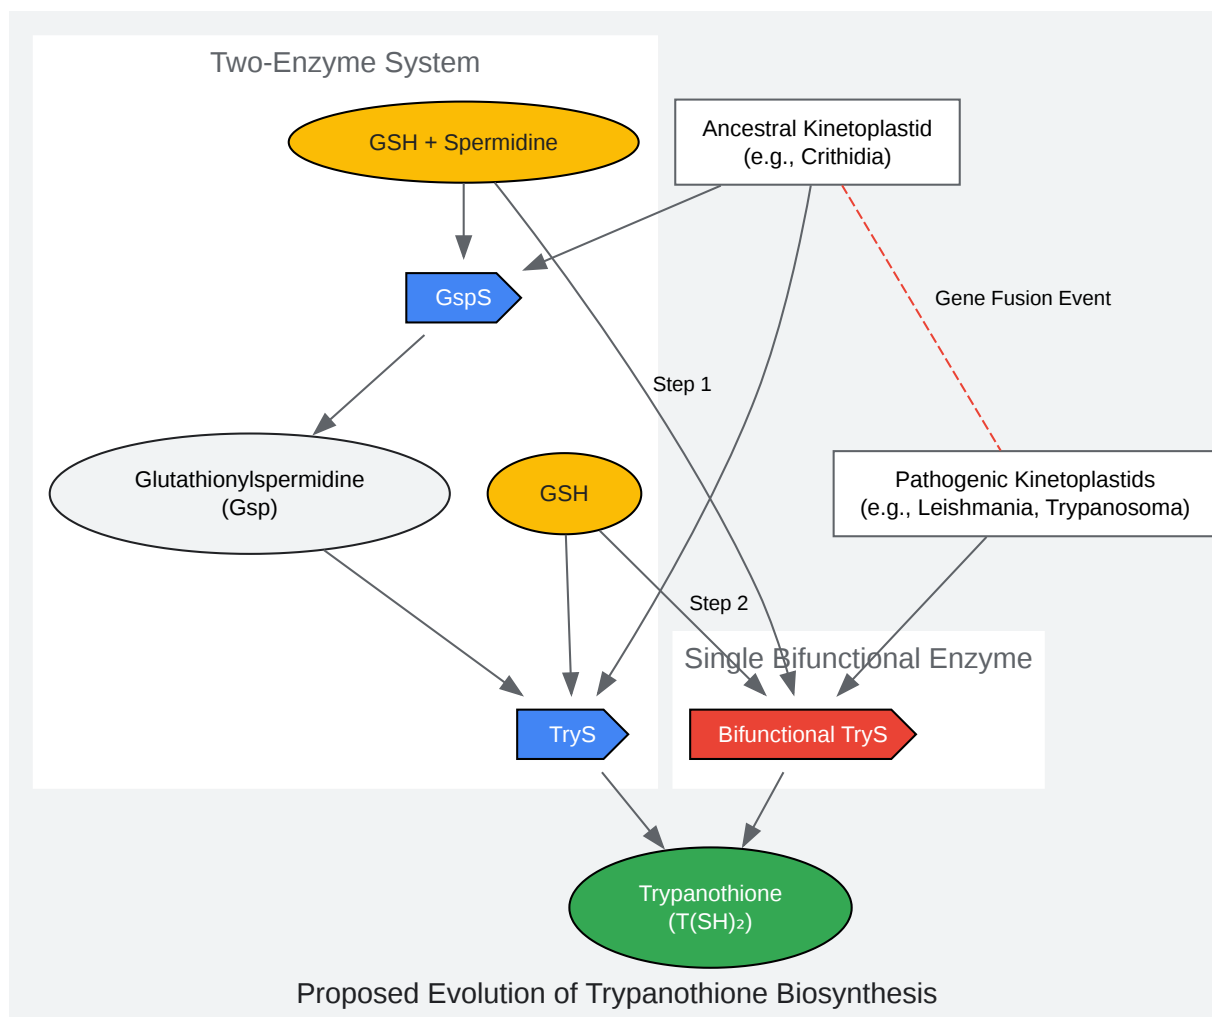 Two-Enzyme System
GSH + Spermidine
Ancestral Kinetoplastid
(e.g., Crithidia)
GspS
Gene Fusion Event
Step 1
Glutathionylspermidine
(Gsp)
GSH
Pathogenic Kinetoplastids
(e.g., Leishmania, Trypanosoma)
Step 2
Single Bifunctional Enzyme
TryS
Bifunctional TryS
Trypanothione
(T(SH)₂)
Proposed Evolution of Trypanothione Biosynthesis